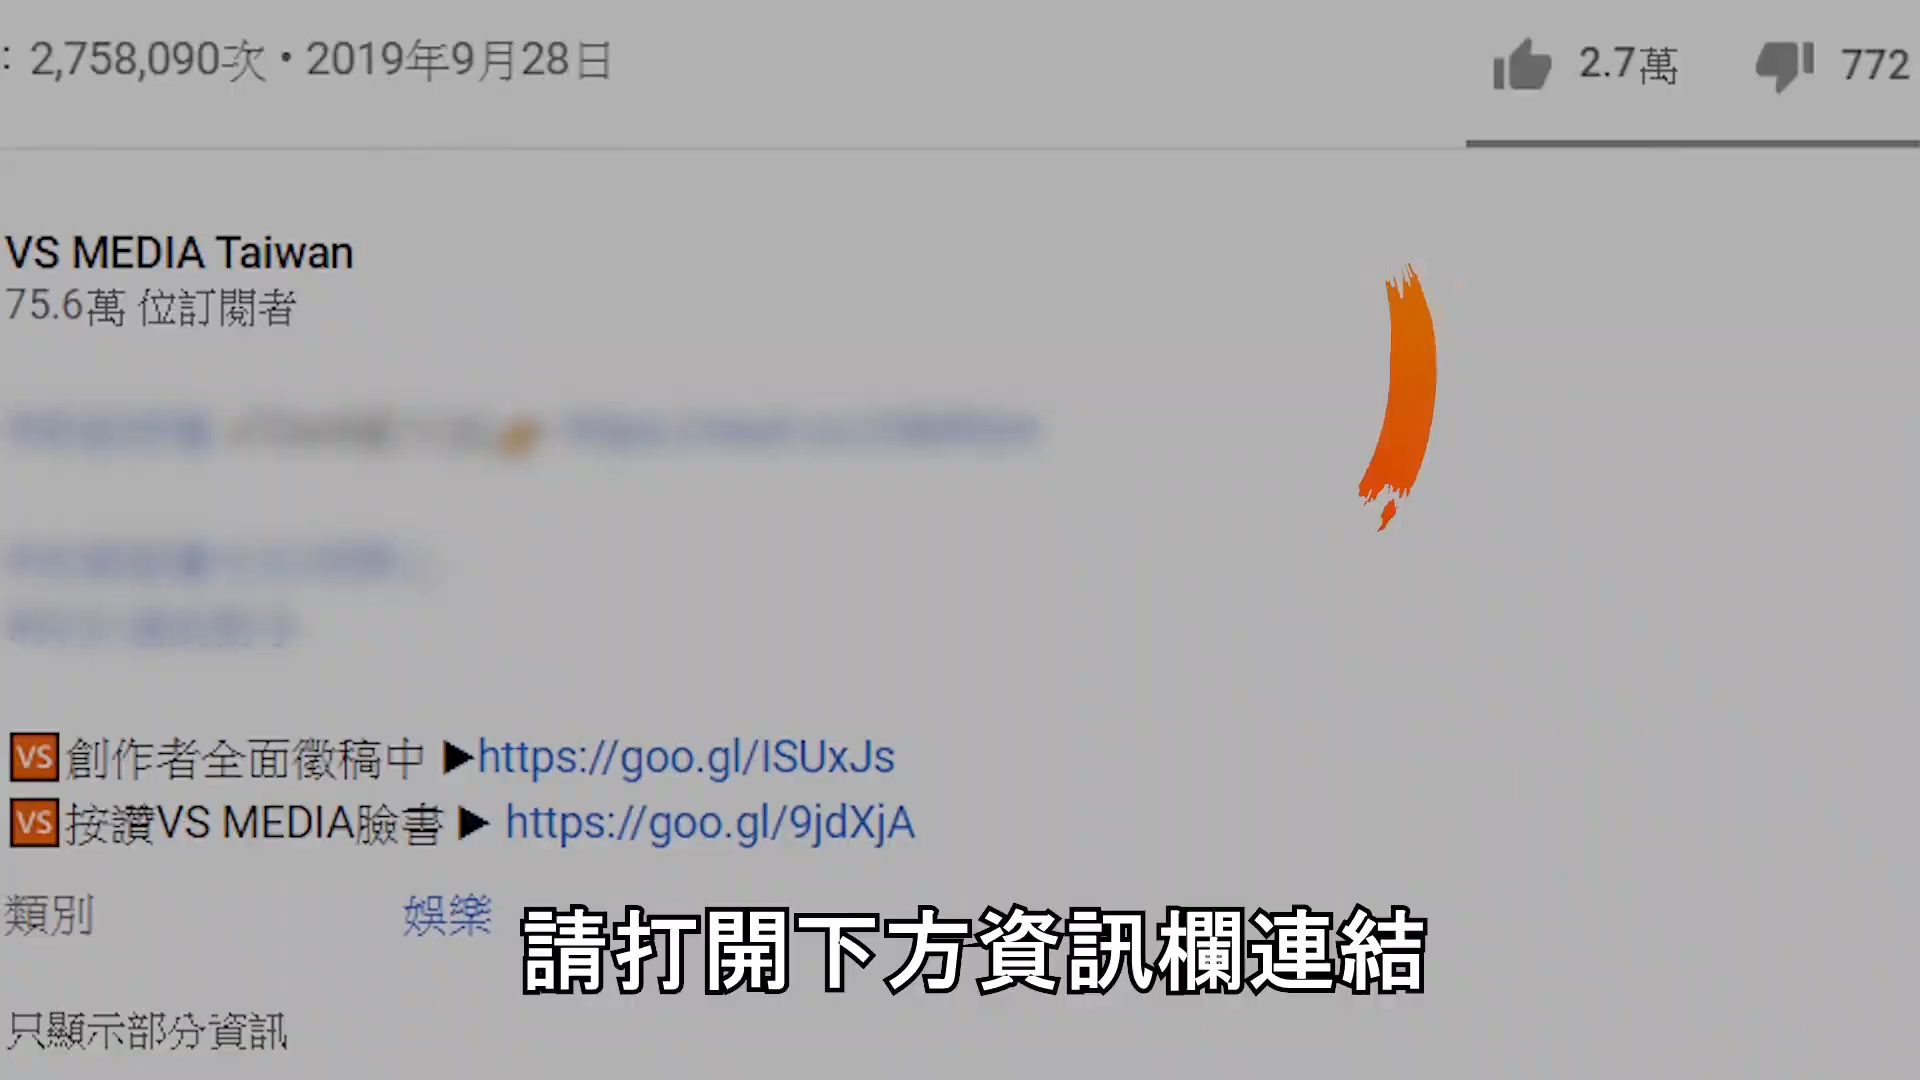 ：2,758,090次 • 2019年9月28日
2.7萬
772
VS MEDIA Taiwan
75.6萬 位訂閱者
VS創作者全面徵稿中 ▶https://goo.gl/ISUxJs
VS按讚VS MEDIA臉書 ▶ https://goo.gl/9jdXjA
類別 娛樂
請打開下方資訊欄連結
只顯示部分資訊